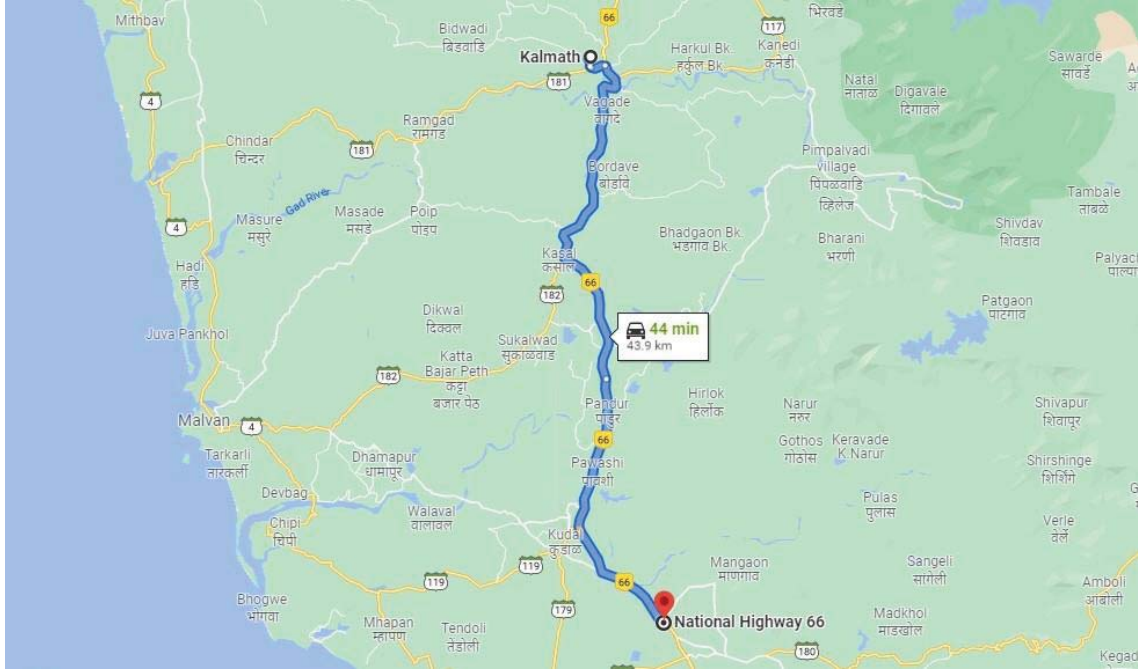 Mithbav
66
भिरवडे
Bidwadi
बिडवाडि
117
Kalmath
Harkul Bk.
हर्कुल Bk
Kanedi
कनेडी
Sawarde
सावर्डे
181
4
Natal
नाताळ
Digavale
दिगावले
Vagade
वागदे
Ramgad
रामगड
Chindar
चिन्दर
181
Bordave
बोर्डावे
Pimpalvadi
village
पिंपळवाडि
व्हिलेज
Gad River
Tambale
ताबळे
Masure
मसुरे
Masade
मसडे
Poip
पोइप
4
Shivdav
शिवडाव
Bhadgaon Bk.
भडगाव Bk.
Bharani
भरणी
Kasal
कसाल
Hadi
हडि
66
182
Patgaon
पाटगाव
Dikwal
दिक्वल
Juva Pankhol
44 min
43.9 km
Sukalwad
सुकाळवाड
Katta
Bajar Peth
कट्टा
बजार पेठ
182
Hirlok
हिर्लोक
Narur
नरुर
Shivapur
शिवापूर
Pandur
पाडुर
Malvan
4
66
Gothos
गोठोस
Keravade
K Narur
Tarkarli
तारकर्ली
Dhamapur
धामापूर
Pawashi
पावशी
Shirshinge
शिर्शिंगे
Devbag
Walaval
वालावल
Pulas
पुलास
Chipi
चिपी
Verle
वेर्ले
Kudal
कुडाळ
119
119
Mangaon
माणगाव
Sangeli
सांगेली
66
Amboli
आंबोली
Bhogwe
भोगवा
179
National Highway 66
Madkhol
माडखोल
Mhapan
म्हापण
Tendoli
तेंडोली
180